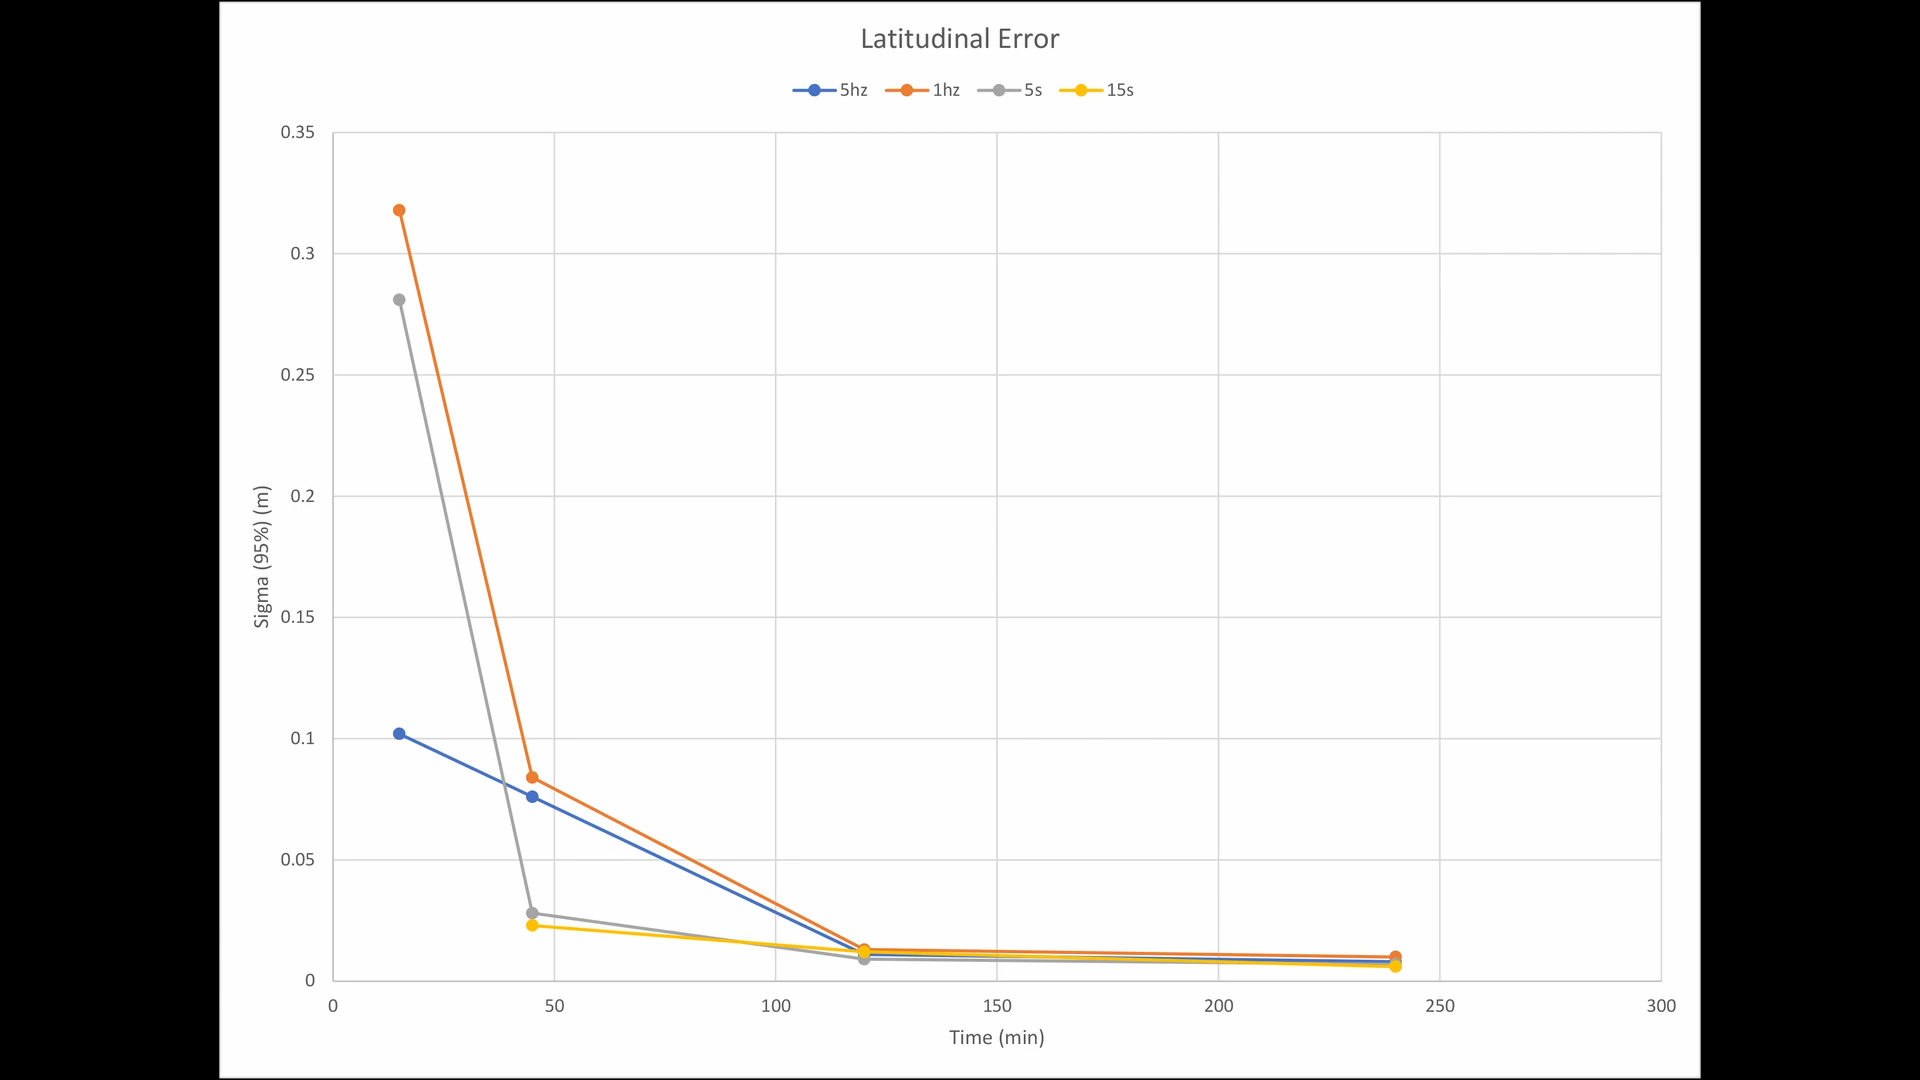 Latitudinal Error
5hz 1hz 5s 15s
0.35
0.3
0.25
0.2
0.15
0.1
0.05
0
Sigma (95%) (m)
0 50 100 150 200 250 300
Time (min)